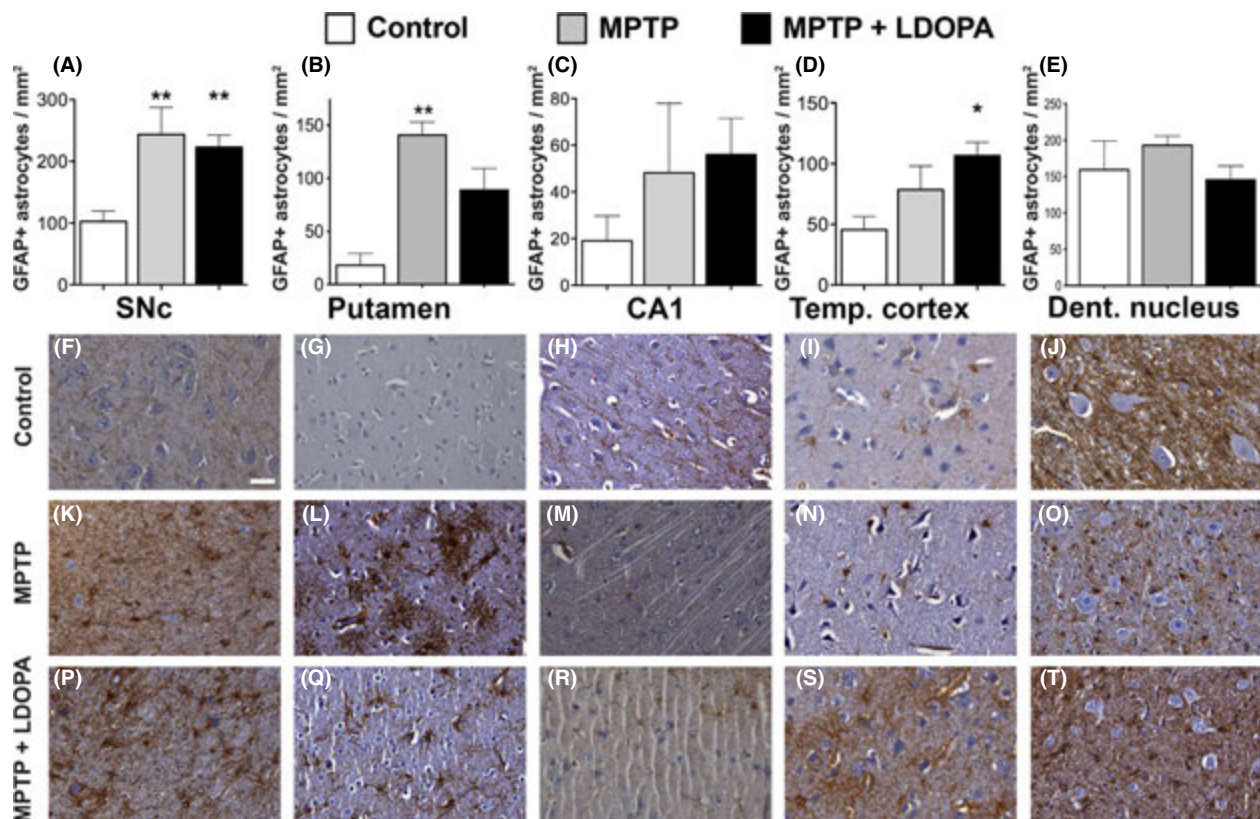 Control MPTP MPTP + LDOPA
(A) (B) (C) (D) (E)
GFAP+ astrocytes / mm²
300
200
100
0
**
**
SNc
GFAP+ astrocytes / mm²
150
100
50
0
**
Putamen
GFAP+ astrocytes / mm²
80
60
40
20
0
CA1
GFAP+ astrocytes / mm²
150
100
50
0
*
Temp. cortex
GFAP+ astrocytes / mm²
250
200
150
100
50
0
Dent. nucleus
Control
(F) (G) (H) (I) (J)
MPTP
(K) (L) (M) (N) (O)
MPTP + LDOPA
(P) (Q) (R) (S) (T)